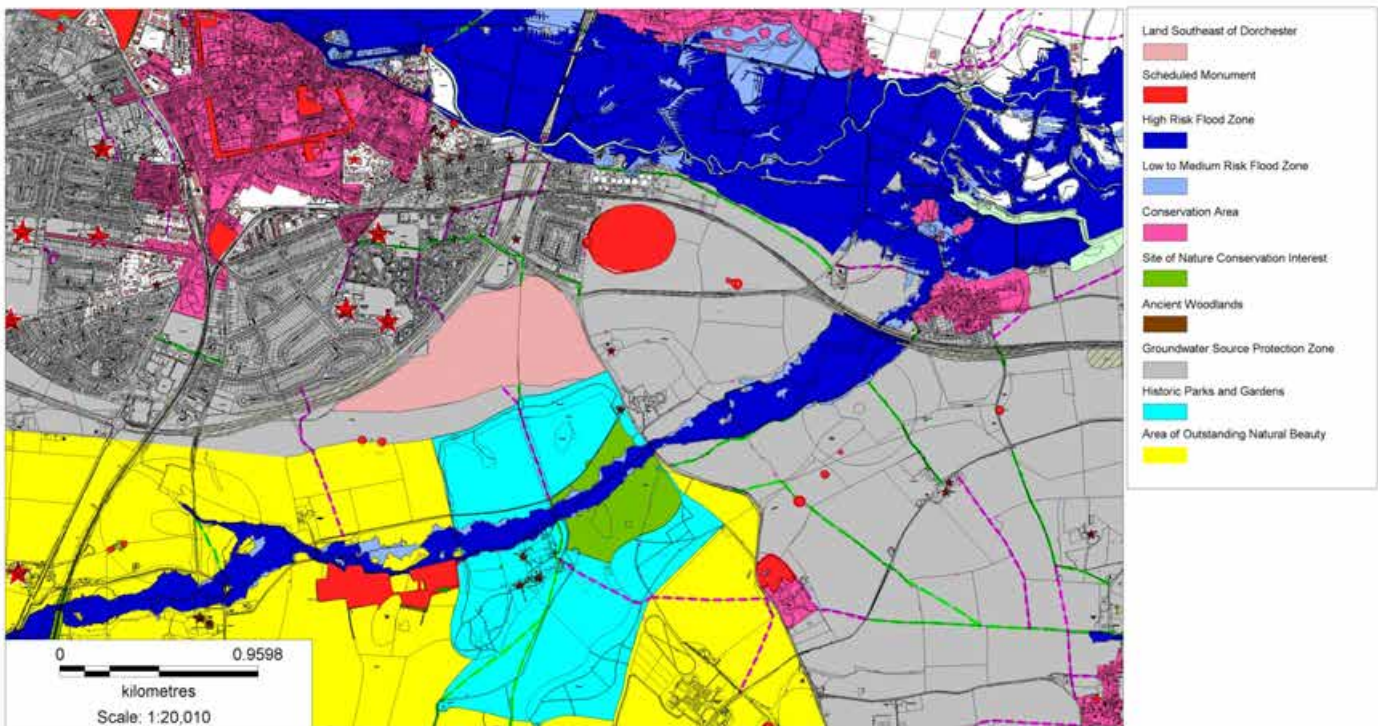 Land Southeast of Dorchester
Scheduled Monument
High Risk Flood Zone
Low to Medium Risk Flood Zone
Conservation Area
Site of Nature Conservation Interest
Ancient Woodlands
Groundwater Source Protection Zone
Historic Parks and Gardens
Area of Outstanding Natural Beauty
0 0.9598
kilometres
Scale: 1:20,010